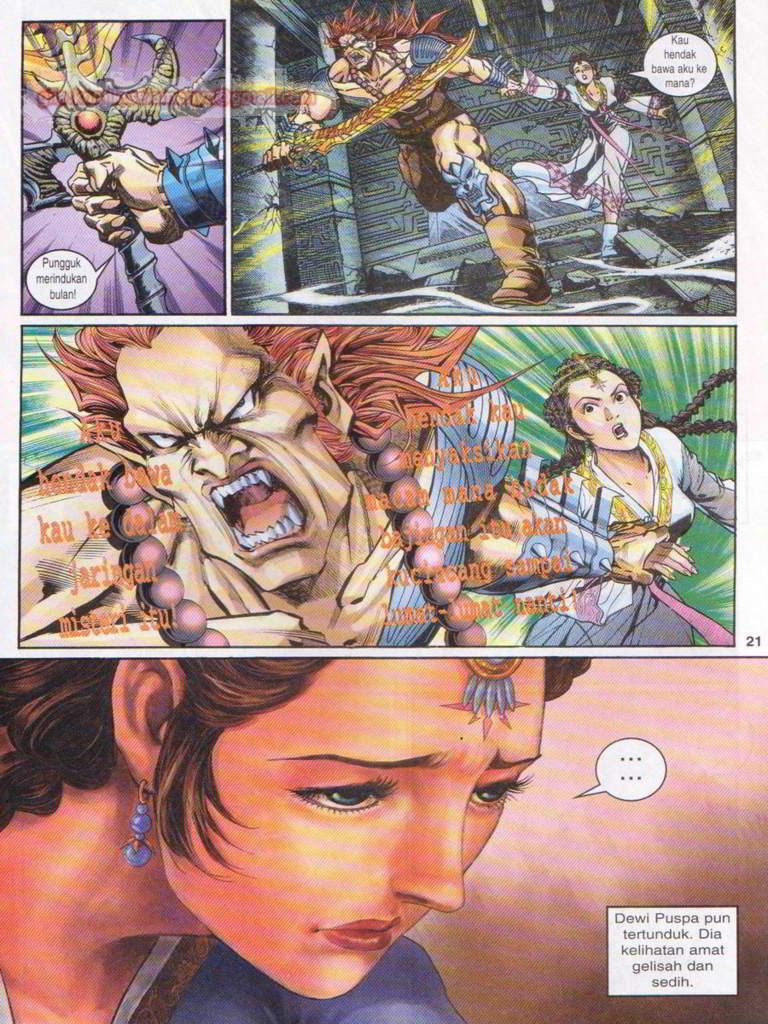 Pungguk
merindukan
bulan!
Kau
hendak
bawa aku ke
mana?
Aku
hendak bawa
kau ke dalam
jaringan
misteri itu!
Aku
hendak kau
menyaksikan
macam mana budak
bajingan itu akan
kucincang sampai
lumat-lumat nanti!
21
...
...
Dewi Puspa pun
tertunduk. Dia
kelihatan amat
gelisah dan
sedih.